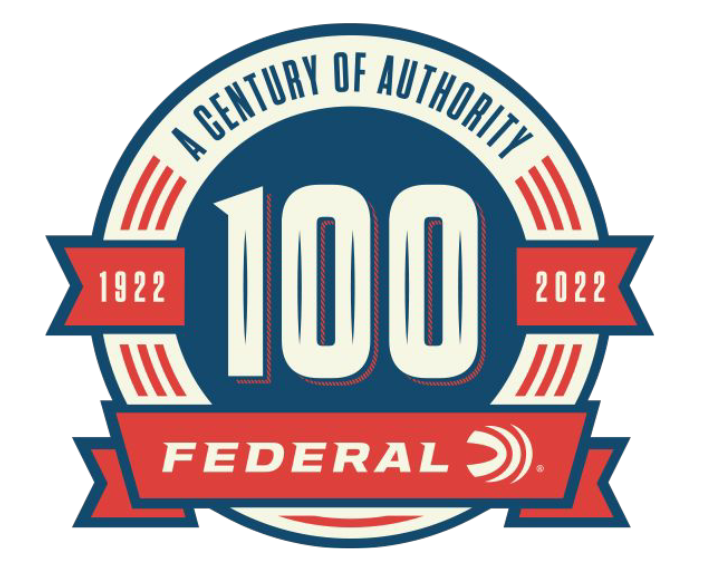 A CENTURY OF AUTHORITY
100
1922
2022
FEDERAL ®